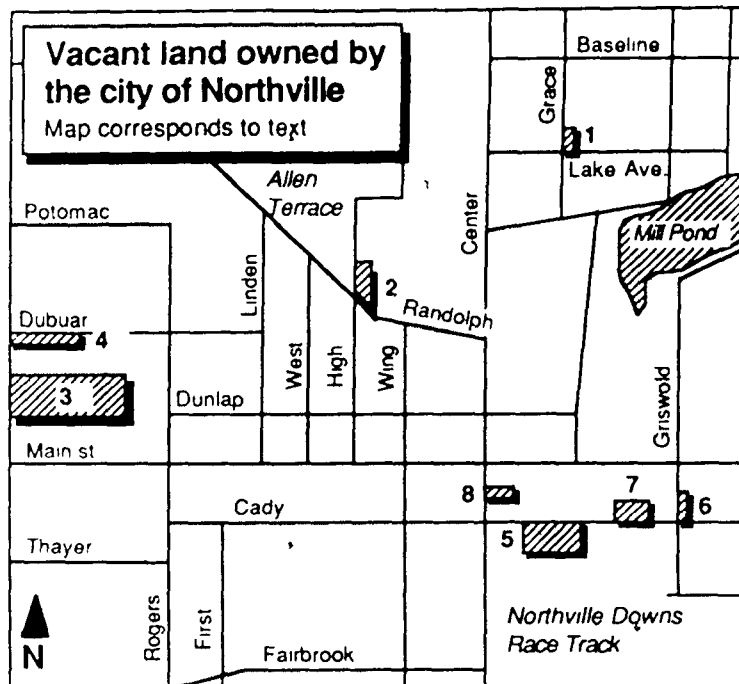 Vacant land owned by
the city of Northville
Map corresponds to text
Baseline
Grace
1
Lake Ave.
Allen
Terrace
Center
Potomac
Mill Pond
Linden
2
Randolph
Dubuar
4
West
High
Wing
3
Dunlap
Griswold
Main st
8
7
6
Cady
5
Thayer
Rogers
First
Northville Downs
Race Track
N
Fairbrook